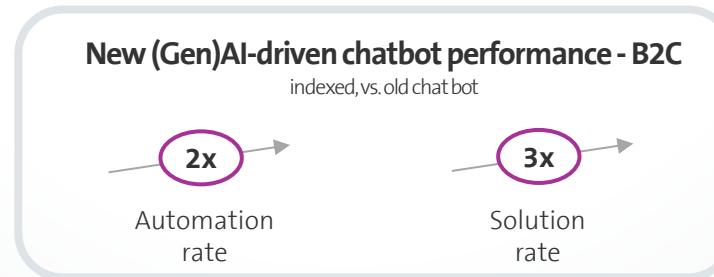 New (Gen)AI-driven chatbot performance - B2C
indexed, vs. old chat bot
2x
3x
Automation
rate
Solution
rate